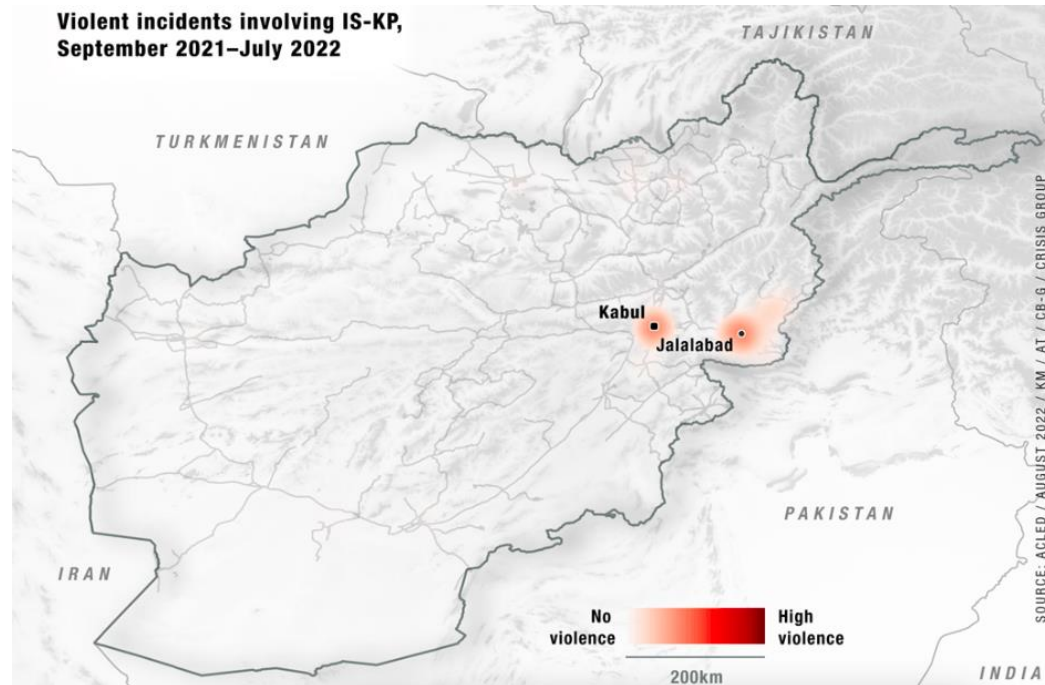 Violent incidents involving IS-KP,
September 2021–July 2022
TAJIKISTAN
TURKMENISTAN
Kabul
Jalalabad
PAKISTAN
IRAN
No
violence
High
violence
200km
INDIA
SOURCE: ACLED / AUGUST 2022 / KM / AT / CB-G / CRISIS GROUP